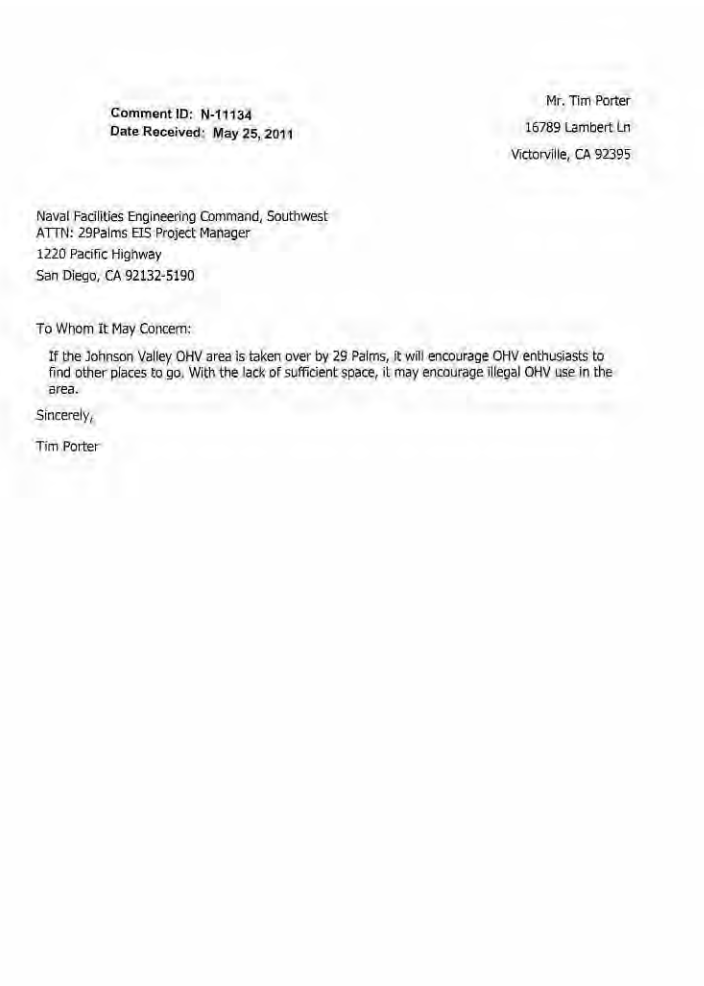 Mr. Tim Porter
16789 Lambert Ln
Victorville, CA 92395
Comment ID: N-11134
Date Received: May 25, 2011
Naval Facilities Engineering Command, Southwest
ATTN: 29Palms EIS Project Manager
1220 Pacific Highway
San Diego, CA 92132-5190
To Whom It May Concern:
If the Johnson Valley OHV area is taken over by 29 Palms, it will encourage OHV enthusiasts to
find other places to go. With the lack of sufficient space, it may encourage illegal OHV use in the
area.
Sincerely,
Tim Porter